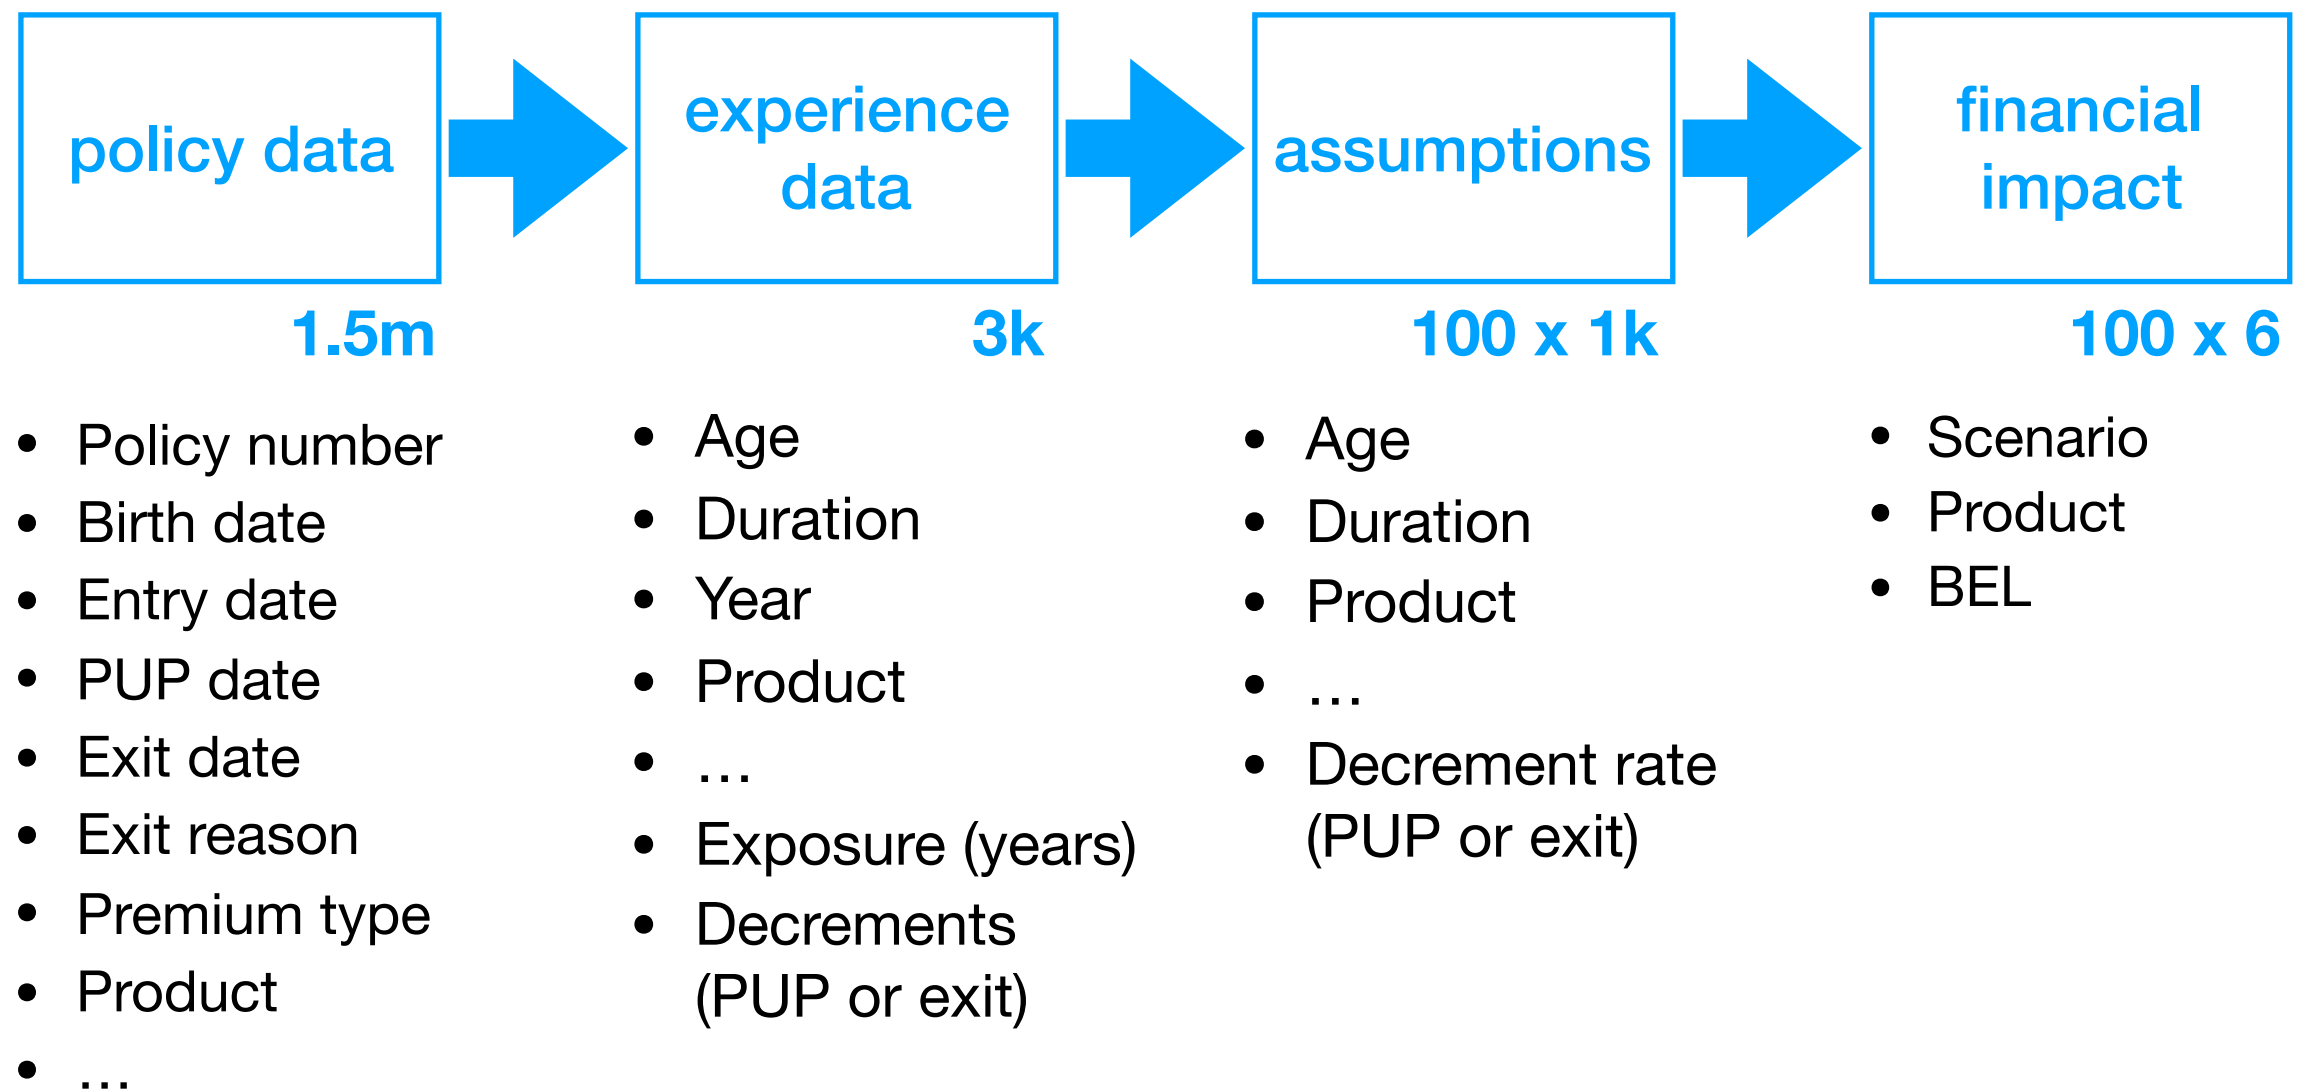 policy data
experience
data
assumptions
financial
impact
1.5m
3k
100 x 1k
100 x 6
• Policy number
• Birth date
• Entry date
• PUP date
• Exit date
• Exit reason
• Premium type
• Product
• …
• Age
• Duration
• Year
• Product
• …
• Exposure (years)
• Decrements
(PUP or exit)
• Age
• Duration
• Product
• …
• Decrement rate
(PUP or exit)
• Scenario
• Product
• BEL